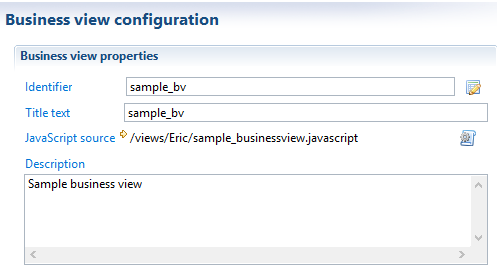 Business view configuration
Business view properties
Identifier sample_bv
Title text sample_bv
JavaScript source /views/Eric/sample_businessview.javascript
Description
Sample business view